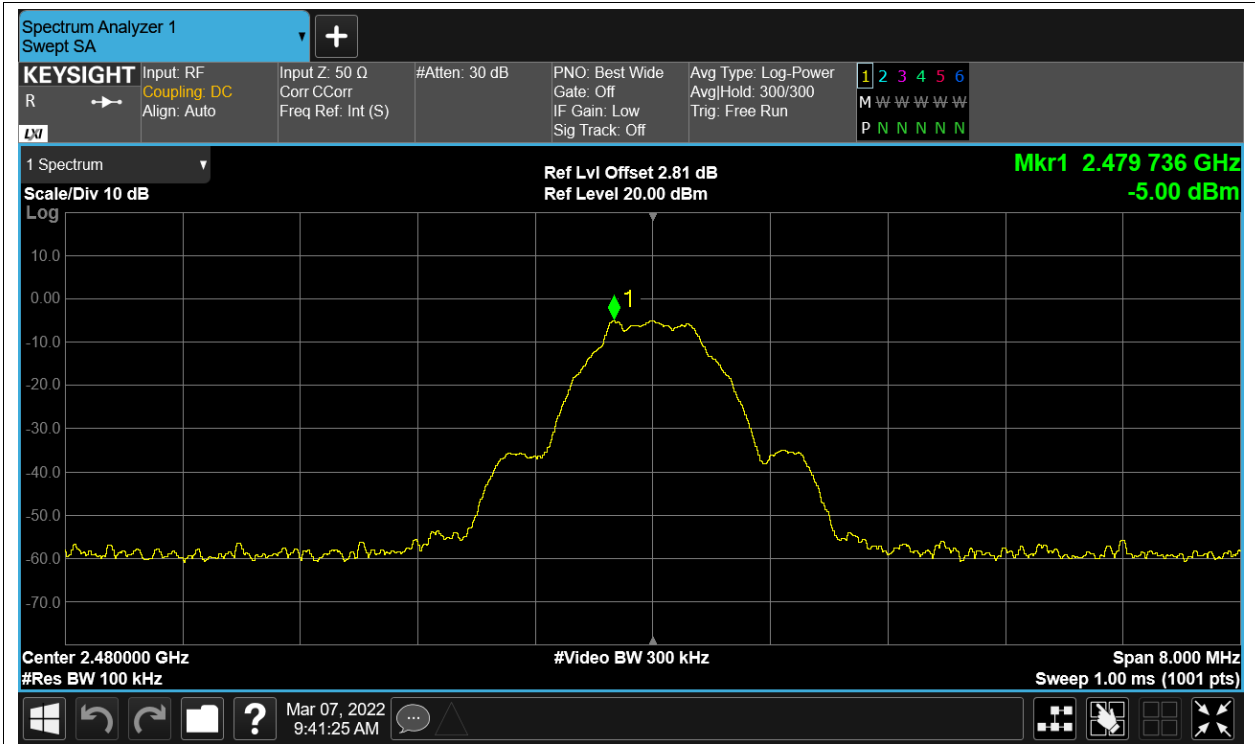 Spectrum Analyzer 1
Swept SA
+
KEYSIGHT
R
LXI
Input: RF
Coupling: DC
Align: Auto
Input Z: 50 Ω
Corr CCorr
Freq Ref: Int (S)
#Atten: 30 dB
PNO: Best Wide
Gate: Off
IF Gain: Low
Sig Track: Off
Avg Type: Log-Power
Avg|Hold: 300/300
Trig: Free Run
1 2 3 4 5 6
M W W W W W
P N N N N N
1 Spectrum
Scale/Div 10 dB
Log
Ref Lvl Offset 2.81 dB
Ref Level 20.00 dBm
Mkr1 2.479 736 GHz
-5.00 dBm
10.0
0.00
-10.0
-20.0
-30.0
-40.0
-50.0
-60.0
-70.0
1
Center 2.480000 GHz
#Res BW 100 kHz
#Video BW 300 kHz
Span 8.000 MHz
Sweep 1.00 ms (1001 pts)
?
Mar 07, 2022
9:41:25 AM